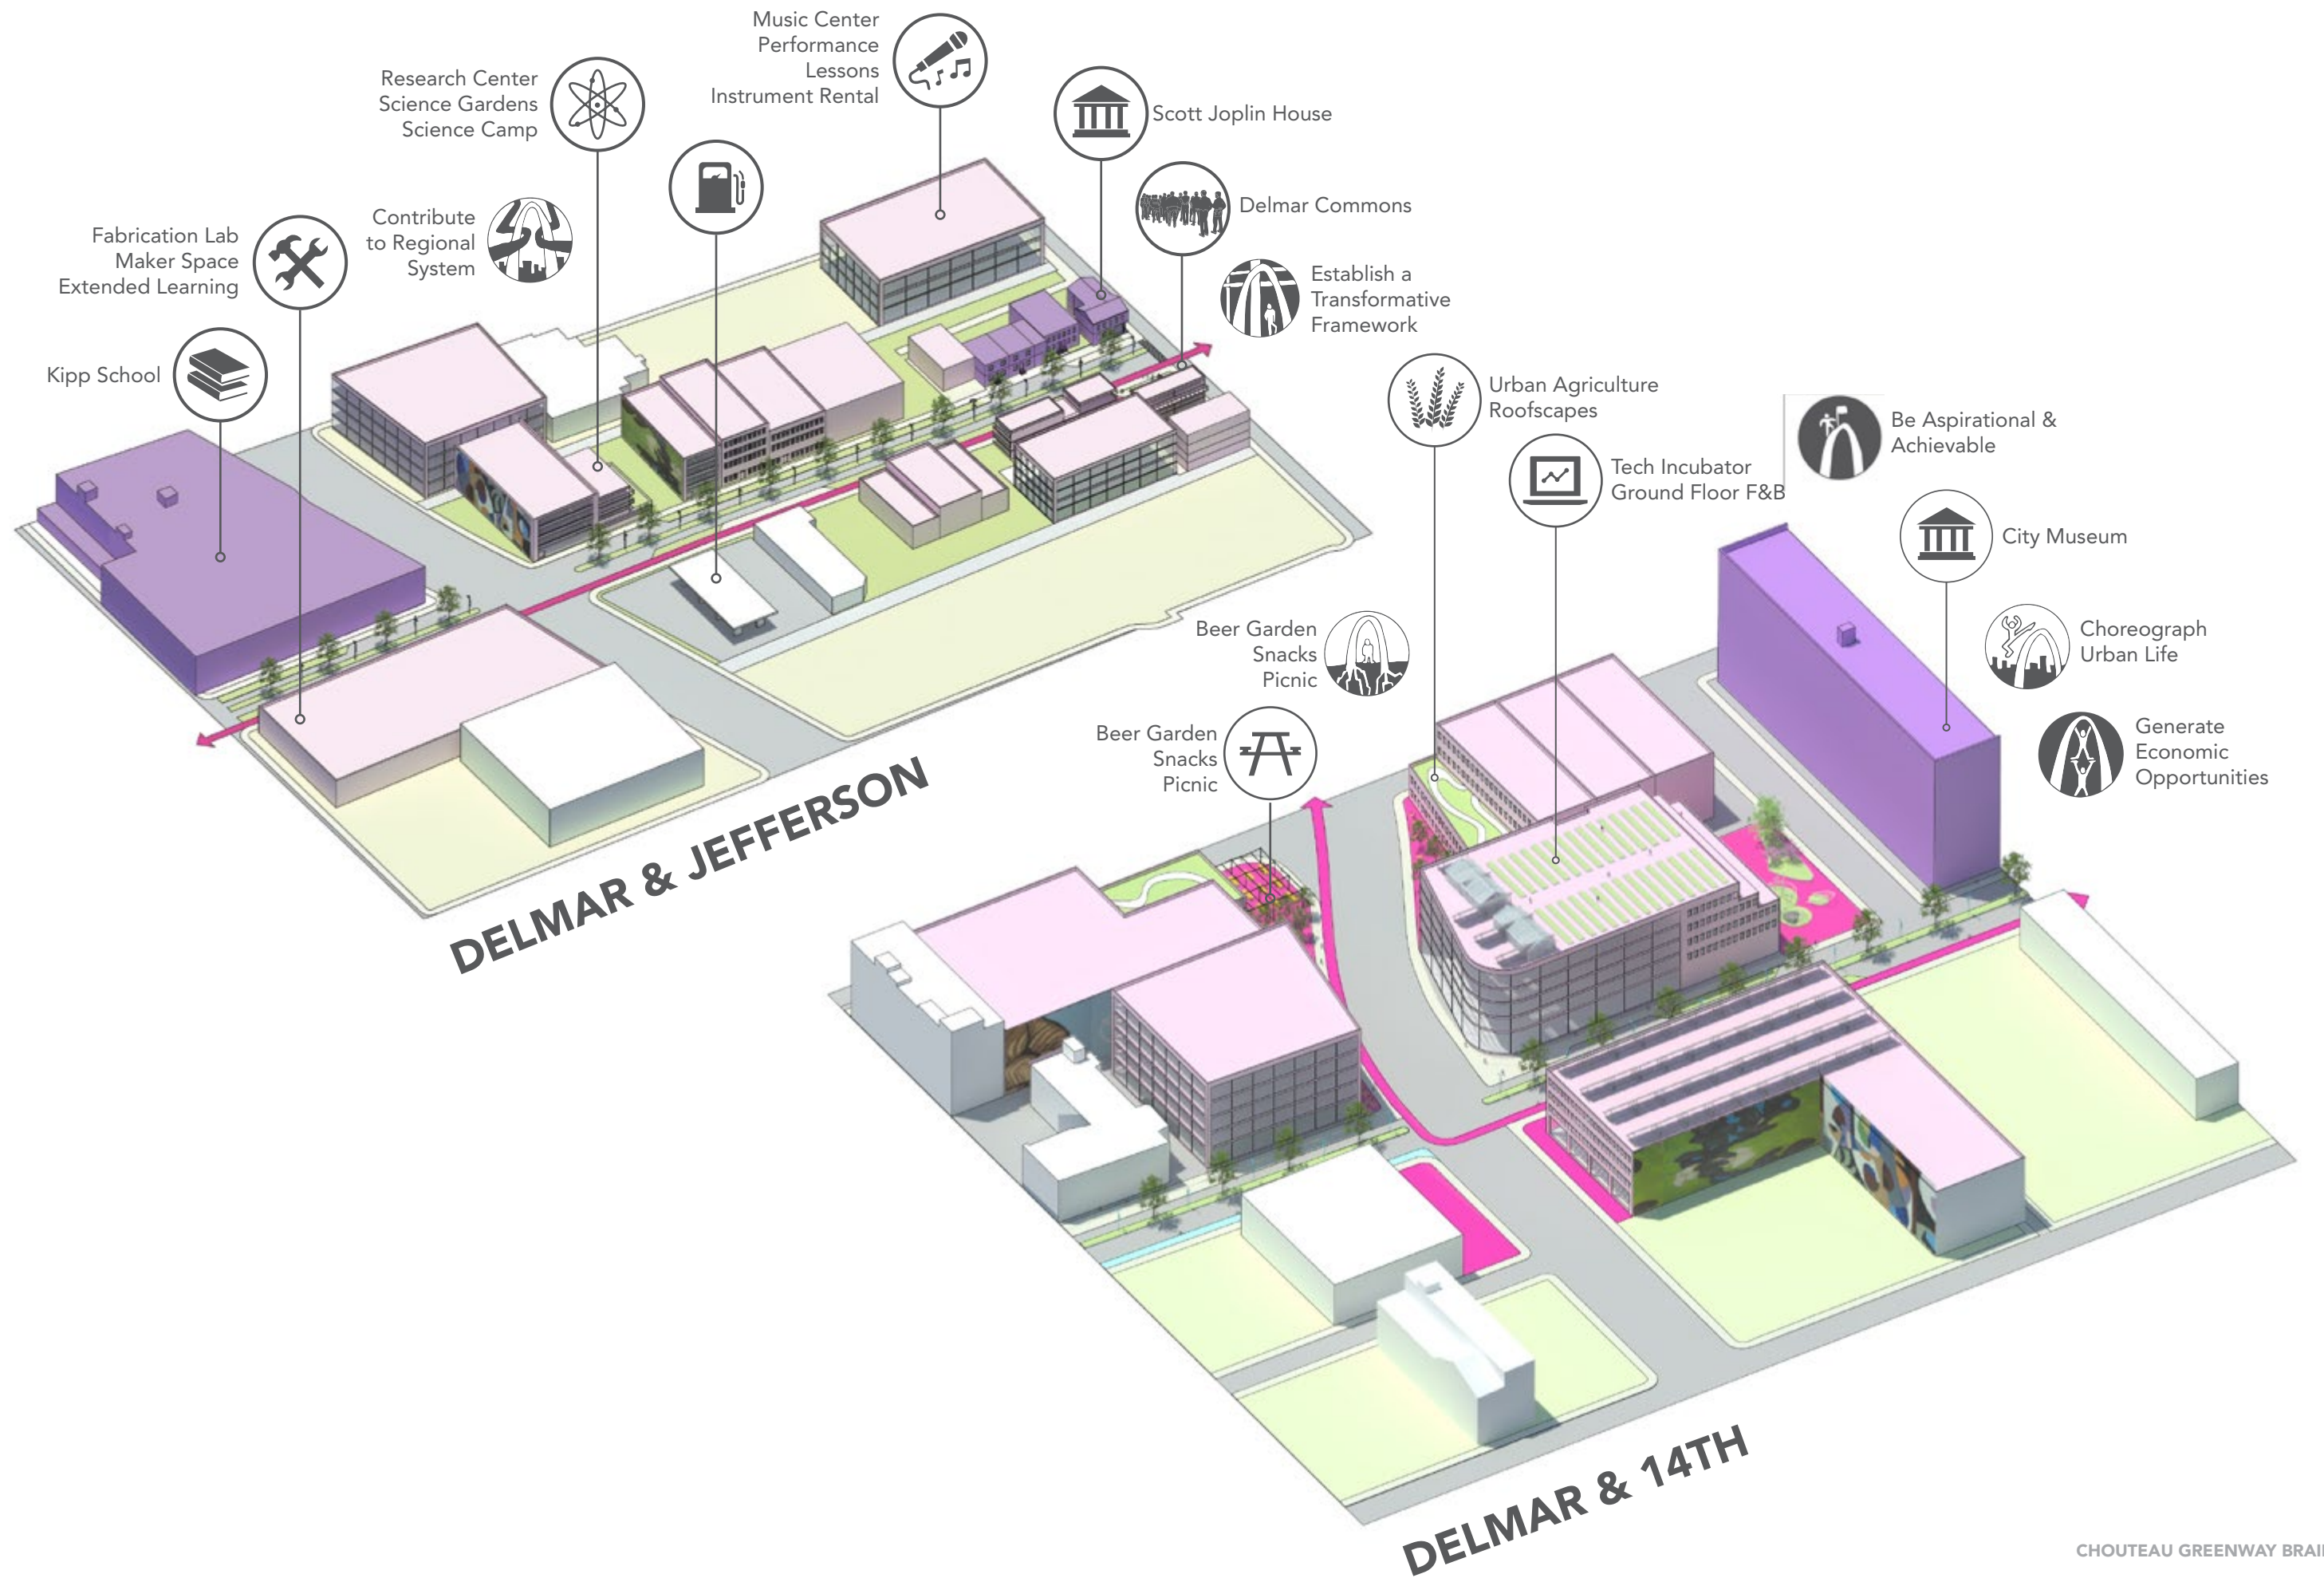 Music Center
Performance
Lessons
Instrument Rental
Research Center
Science Gardens
Science Camp
Scott Joplin House
Delmar Commons
Contribute
to Regional
System
Fabrication Lab
Maker Space
Extended Learning
Establish a
Transformative
Framework
Kipp School
Urban Agriculture
Roofscapes
Be Aspirational &
Achievable
Tech Incubator
Ground Floor F&B
City Museum
Beer Garden
Snacks
Picnic
Choreograph
Urban Life
Beer Garden
Snacks
Picnic
Generate
Economic
Opportunities
DELMAR & JEFFERSON
DELMAR & 14TH
CHOUTEAU GREENWAY BRAI